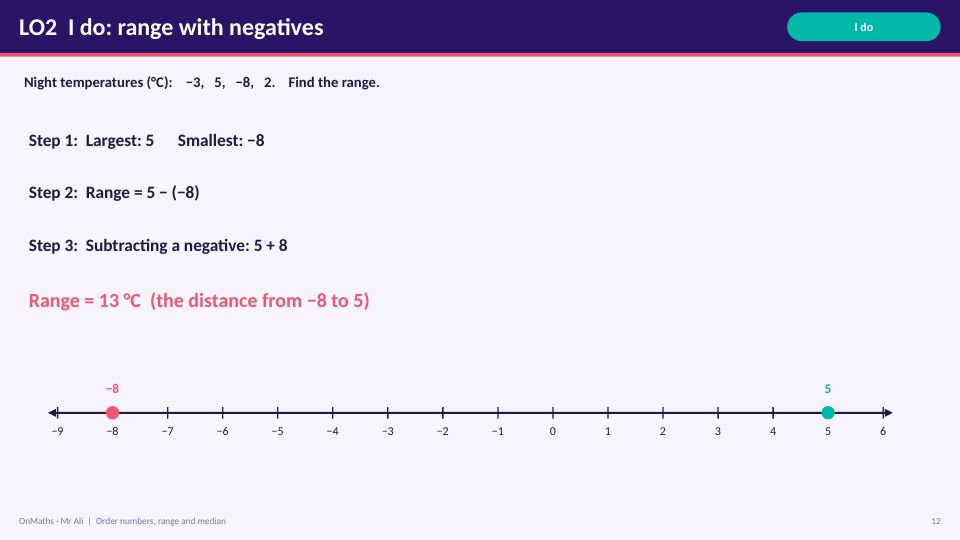 LO2 I do: range with negatives
I do
Night temperatures (°C): −3, 5, −8, 2. Find the range.
Step 1: Largest: 5 Smallest: −8
Step 2: Range = 5 − (−8)
Step 3: Subtracting a negative: 5 + 8
Range = 13 °C (the distance from −8 to 5)
−8 5
−9 −8 −7 −6 −5 −4 −3 −2 −1 0 1 2 3 4 5 6
OnMaths - Mr Ali | Order numbers, range and median 12